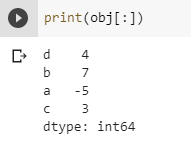 print(obj[:])
d    4
b    7
a   -5
c    3
dtype: int64